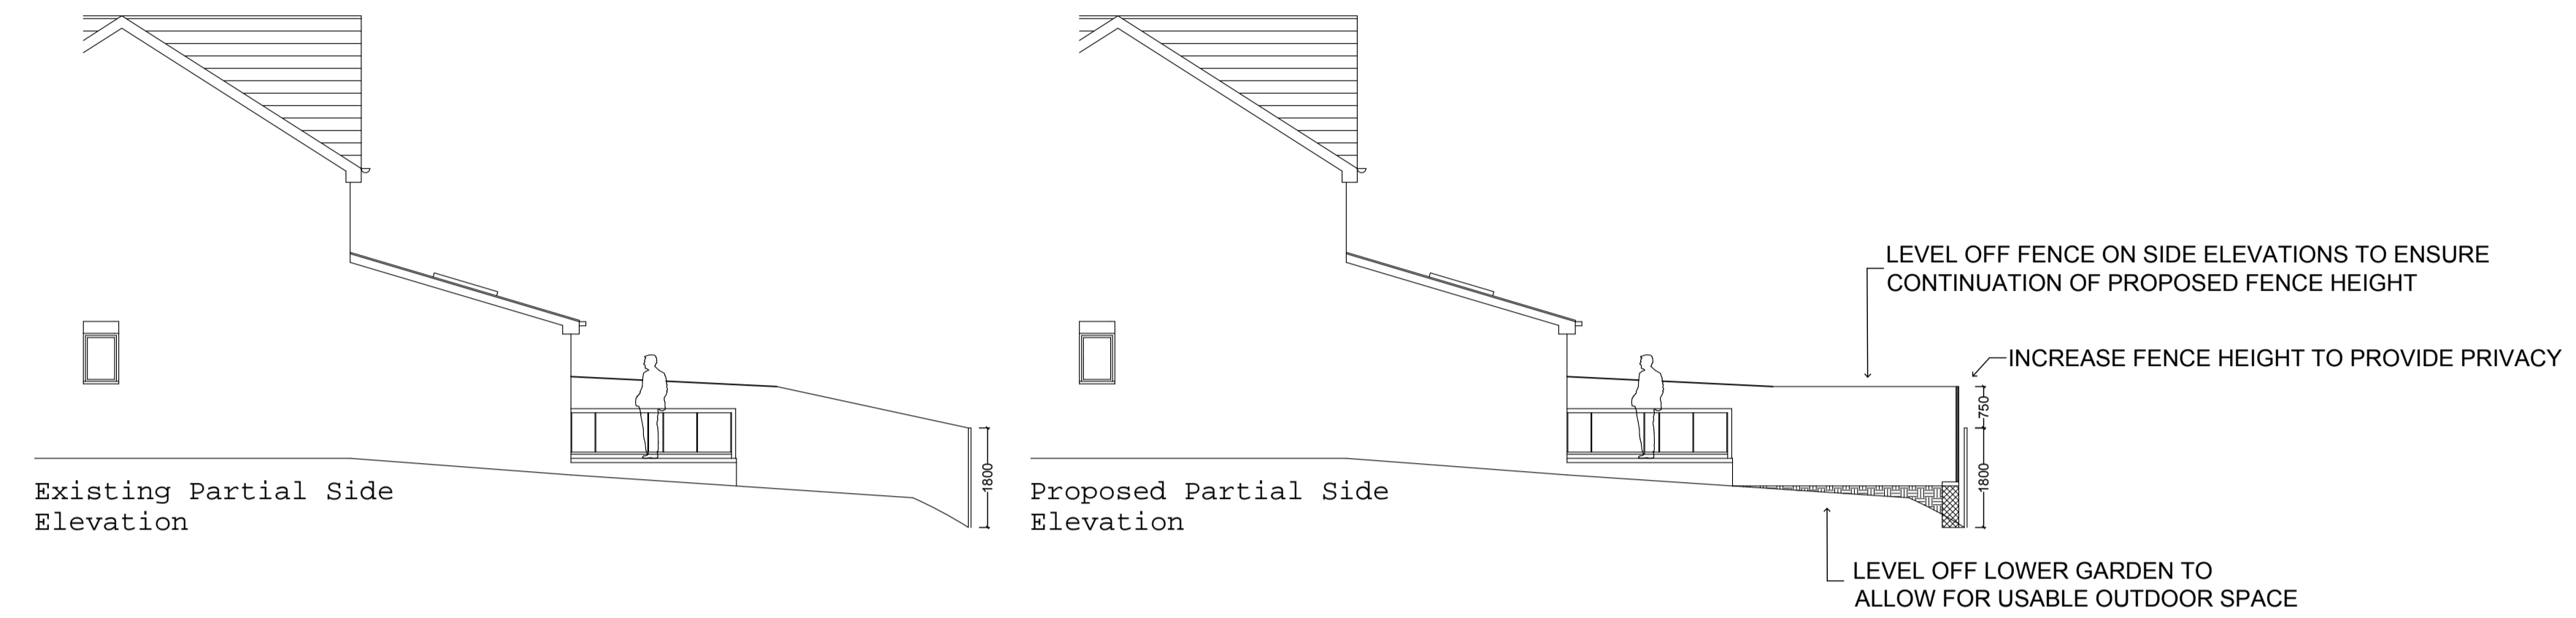 Existing Partial Side
Elevation
1800
Proposed Partial Side
Elevation
LEVEL OFF FENCE ON SIDE ELEVATIONS TO ENSURE
CONTINUATION OF PROPOSED FENCE HEIGHT
INCREASE FENCE HEIGHT TO PROVIDE PRIVACY
750
1800
LEVEL OFF LOWER GARDEN TO
ALLOW FOR USABLE OUTDOOR SPACE